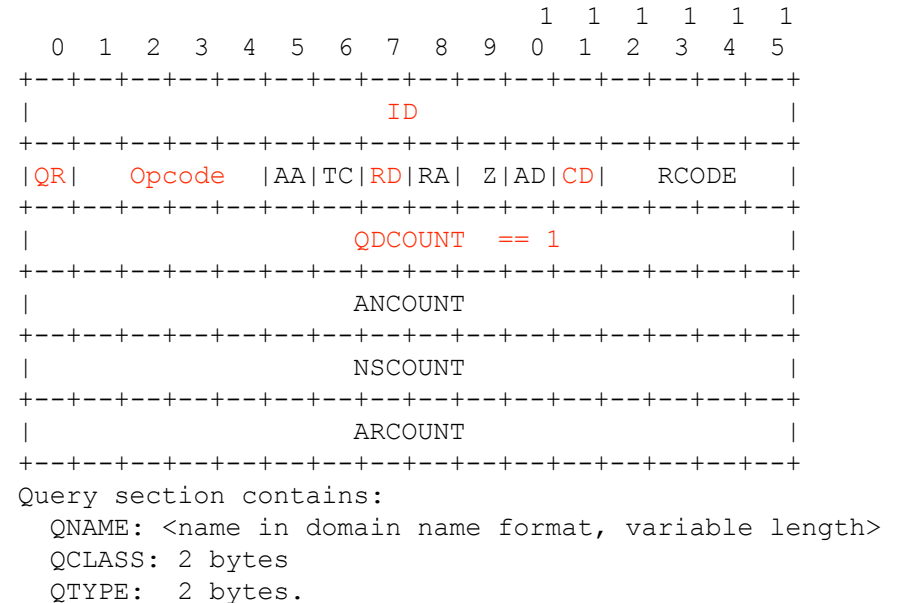 1  1  1  1  1  1
  0  1  2  3  4  5  6  7  8  9  0  1  2  3  4  5
+--+--+--+--+--+--+--+--+--+--+--+--+--+--+--+--+
|                      ID                       |
+--+--+--+--+--+--+--+--+--+--+--+--+--+--+--+--+
|QR|   Opcode  |AA|TC|RD|RA| Z|AD|CD|   RCODE   |
+--+--+--+--+--+--+--+--+--+--+--+--+--+--+--+--+
|                    QDCOUNT  == 1              |
+--+--+--+--+--+--+--+--+--+--+--+--+--+--+--+--+
|                    ANCOUNT                    |
+--+--+--+--+--+--+--+--+--+--+--+--+--+--+--+--+
|                    NSCOUNT                    |
+--+--+--+--+--+--+--+--+--+--+--+--+--+--+--+--+
|                    ARCOUNT                    |
+--+--+--+--+--+--+--+--+--+--+--+--+--+--+--+--+
Query section contains:
  QNAME: <name in domain name format, variable length>
  QCLASS: 2 bytes
  QTYPE:  2 bytes.